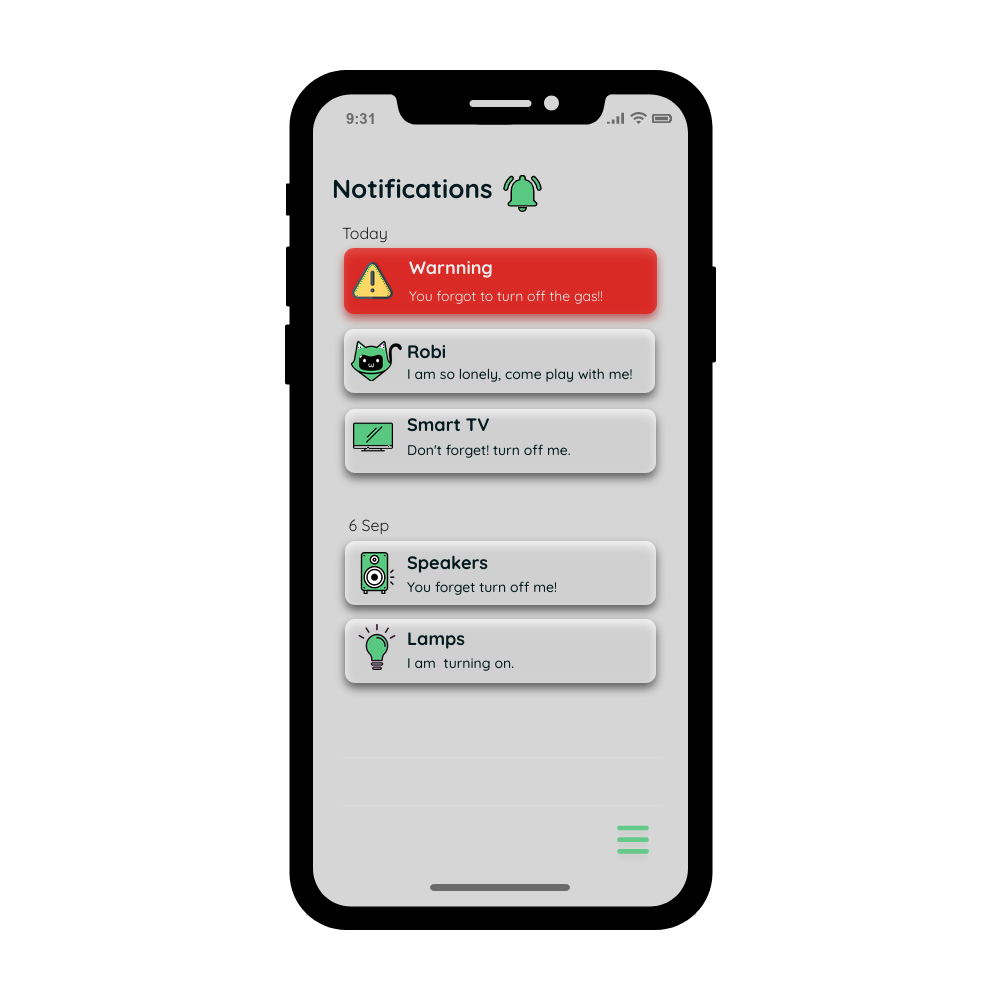 9:31
Notifications
Today
Warnning
You forgot to turn off the gas!!
Robi
I am so lonely, come play with me!
Smart TV
Don't forget! turn off me.
6 Sep
Speakers
You forget turn off me!
Lamps
I am  turning on.